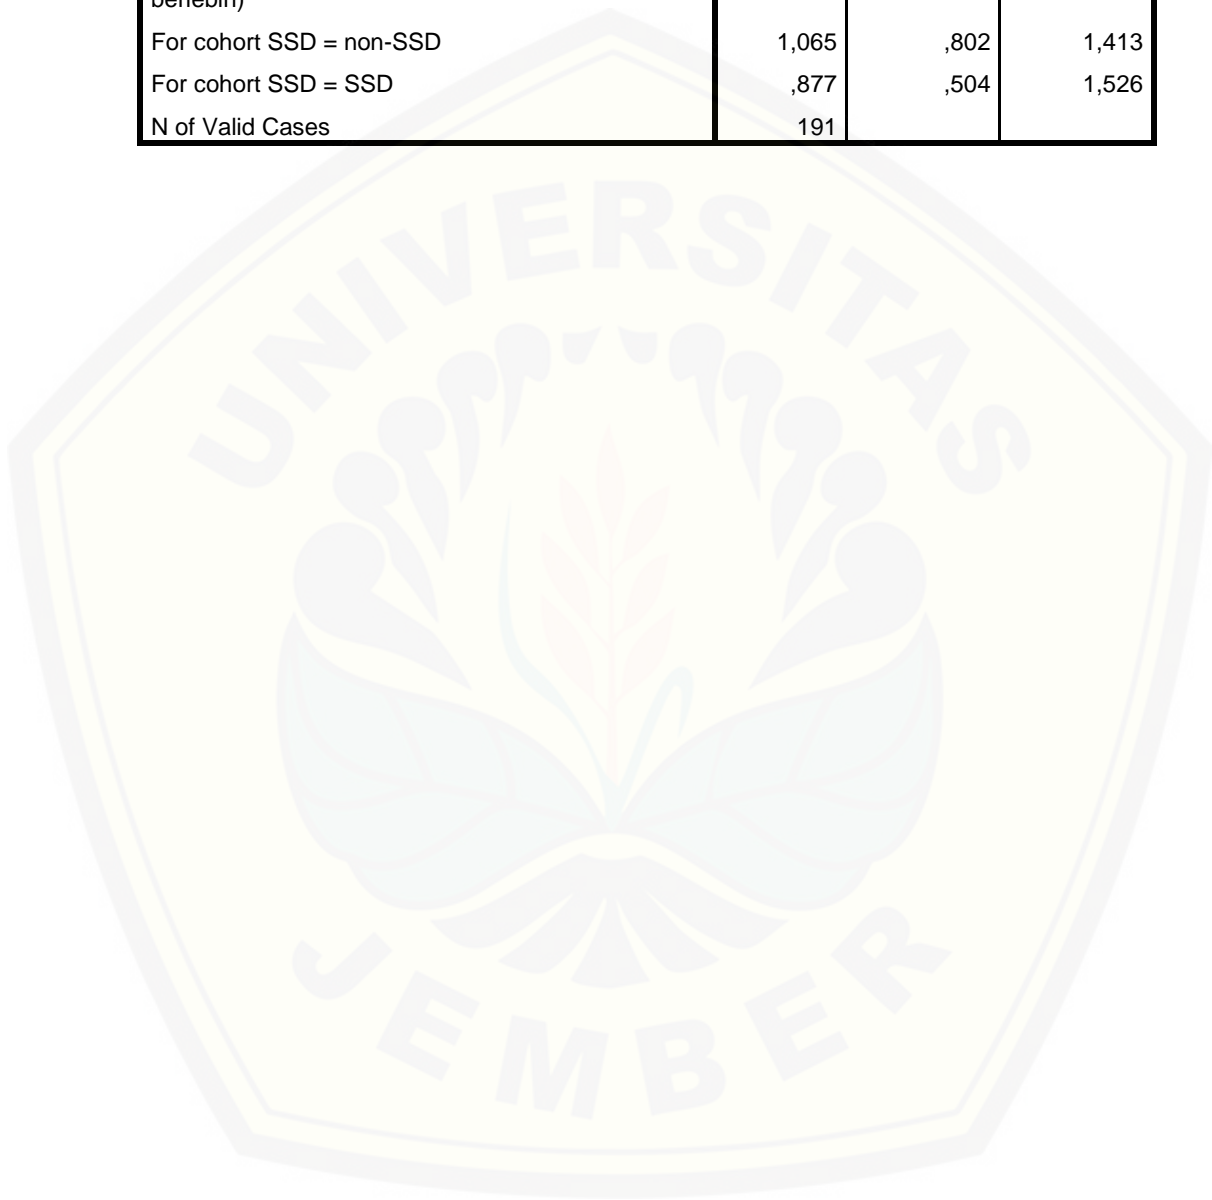 berlebih)
For cohort SSD = non-SSD 1,065 ,802 1,413
For cohort SSD = SSD ,877 ,504 1,526
N of Valid Cases 191
UNIVERSITAS
JEMBER